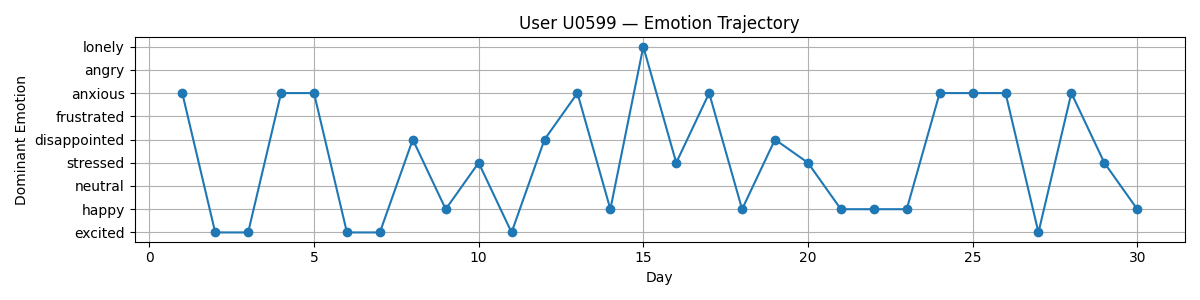 User U0599 — Emotion Trajectory
Dominant Emotion
lonely
angry
anxious
frustrated
disappointed
stressed
neutral
happy
excited
0 5 10 15 20 25 30
Day